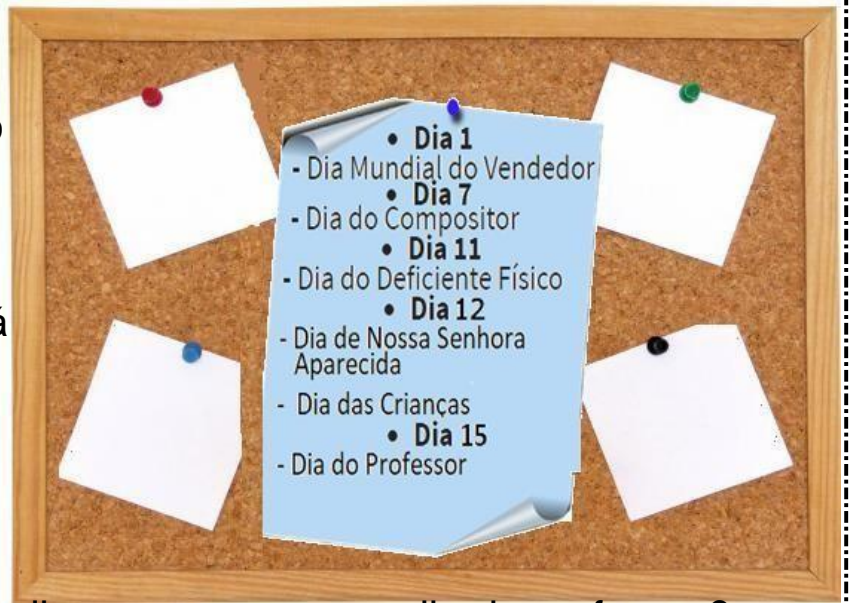 • Dia 1
- Dia Mundial do Vendedor
• Dia 7
- Dia do Compositor
• Dia 11
- Dia do Deficiente Físico
• Dia 12
- Dia de Nossa Senhora
Aparecida
- Dia das Crianças
• Dia 15
- Dia do Professor